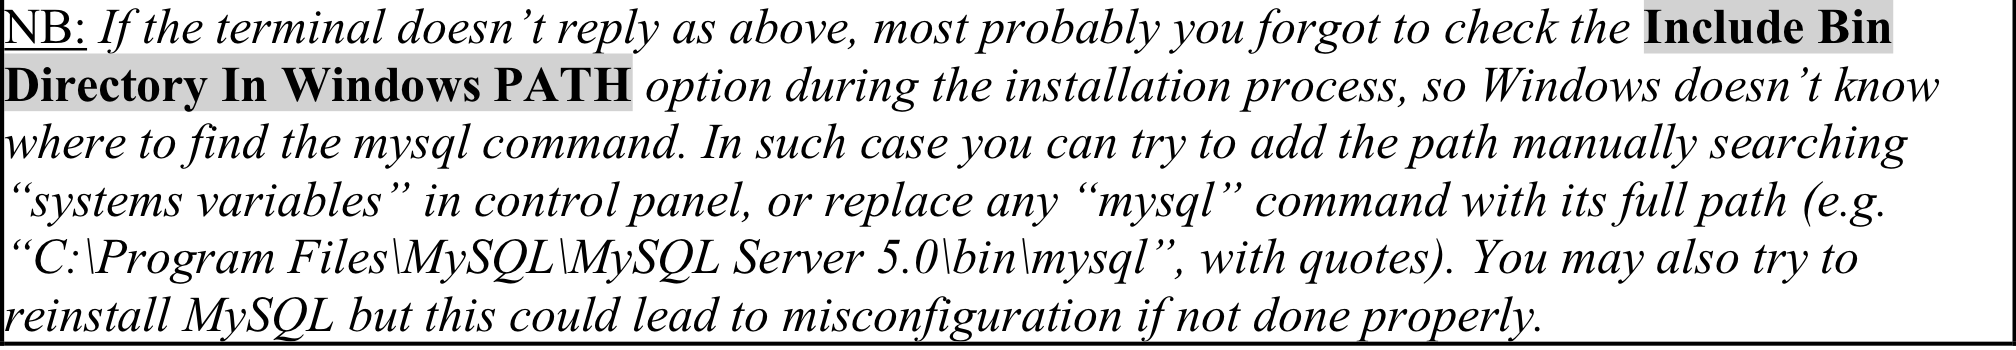 NB: If the terminal doesn’t reply as above, most probably you forgot to check the Include Bin
Directory In Windows PATH option during the installation process, so Windows doesn’t know
where to find the mysql command. In such case you can try to add the path manually searching
“systems variables” in control panel, or replace any “mysql” command with its full path (e.g.
“C:\Program Files\MySQL\MySQL Server 5.0\bin\mysql”, with quotes). You may also try to
reinstall MySQL but this could lead to misconfiguration if not done properly.